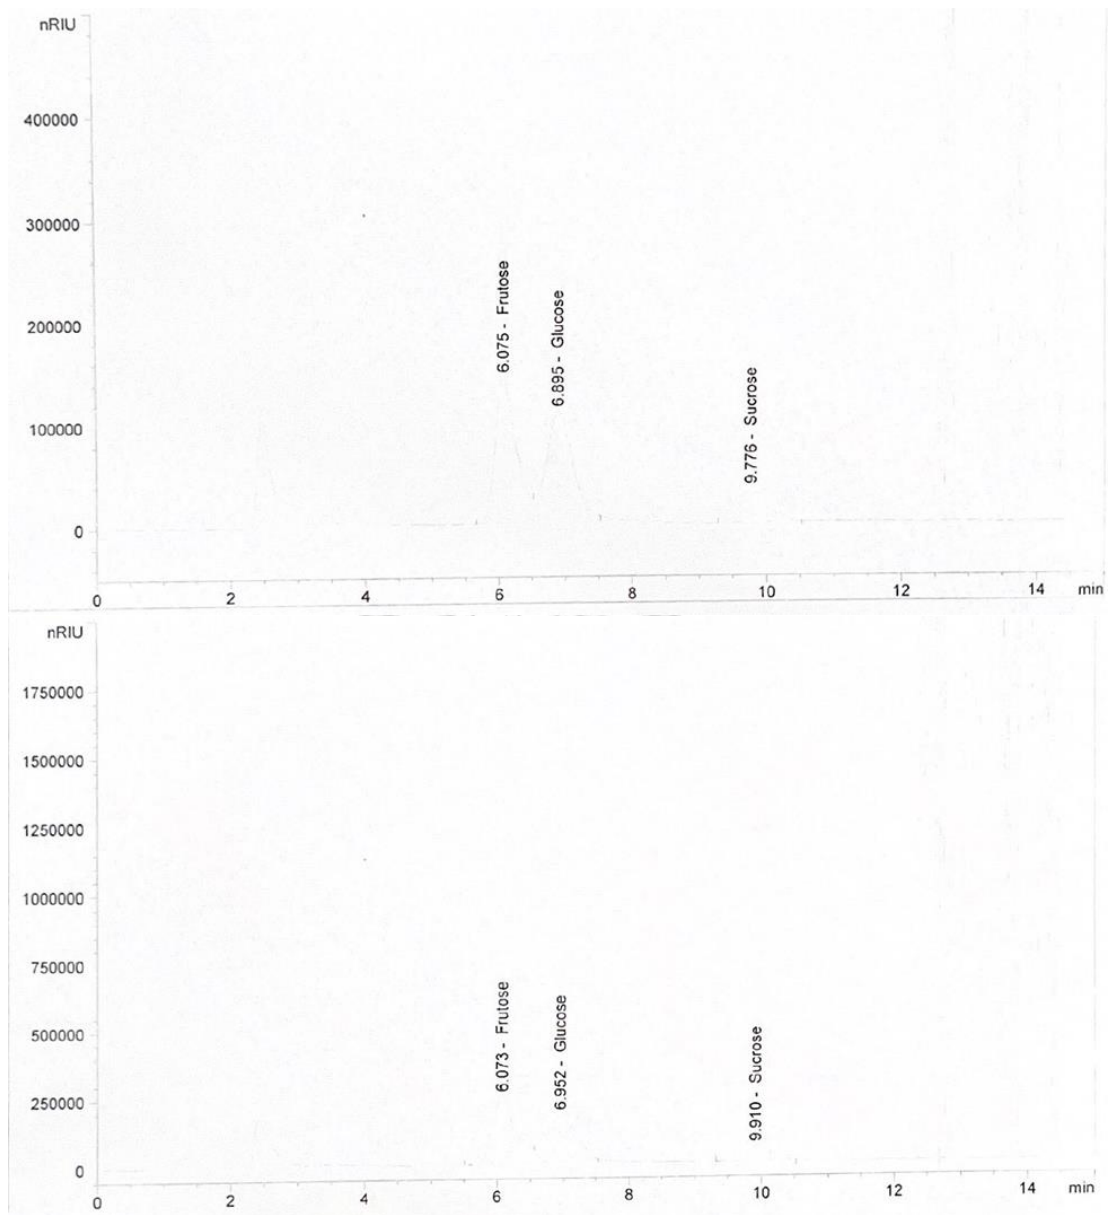 nRIU
400000
300000
200000
100000
0
6.075 - Frutose
6.895 - Glucose
9.776 - Sucrose
0 2 4 6 8 10 12 14 min
nRIU
1750000
1500000
1250000
1000000
750000
500000
250000
0
6.073 - Frutose
6.952 - Glucose
9.910 - Sucrose
0 2 4 6 8 10 12 14 min